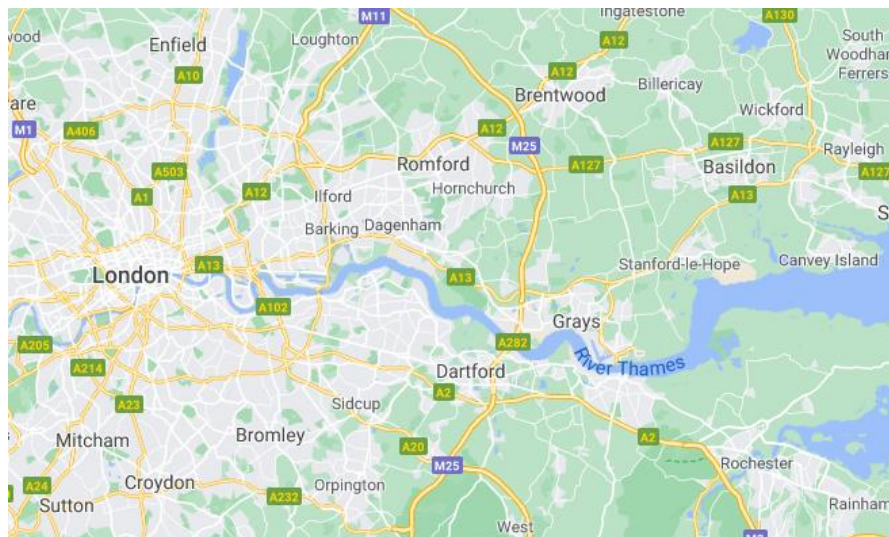 M11
Ingatestone
A130
wood
Enfield
Loughton
A12
South
Woodham
Ferrers
A10
A12
Billericay
Brentwood
are
Wickford
M1
A406
A12
M25
A127
Rayleigh
A503
Romford
A127
Basildon
A127
A1
A12
Ilford
Hornchurch
A13
S
Barking
Dagenham
London
A13
A13
Stanford-le-Hope
Canvey Island
A102
Grays
A205
A282
River Thames
A214
Dartford
A2
A23
Sidcup
Mitcham
Bromley
A20
A2
M25
Rochester
A24
Croydon
Orpington
A232
Sutton
Rainham
West